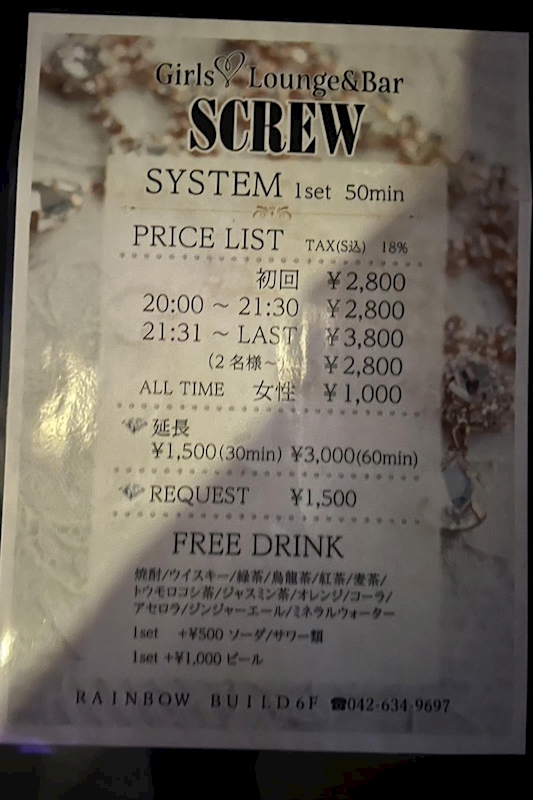 Girls Lounge&Bar
SCREW
SYSTEM 1set 50min
PRICE LIST TAX(S込) 18%
初回 ¥2,800
20:00 ~ 21:30 ¥2,800
21:31 ~ LAST ¥3,800
(2名様~) ¥2,800
ALL TIME 女性 ¥1,000
延長
¥1,500(30min) ¥3,000(60min)
REQUEST ¥1,500
FREE DRINK
焼酎/ウイスキー/緑茶/烏龍茶/紅茶/麦茶/
トウモロコシ茶/ジャスミン茶/オレンジ/コーラ/
アセロラ/ジンジャーエール/ミネラルウォーター
1set +¥500 ソーダ/サワー類
1set +¥1,000 ビール
RAINBOW BUILD6F ☎042-634-9697